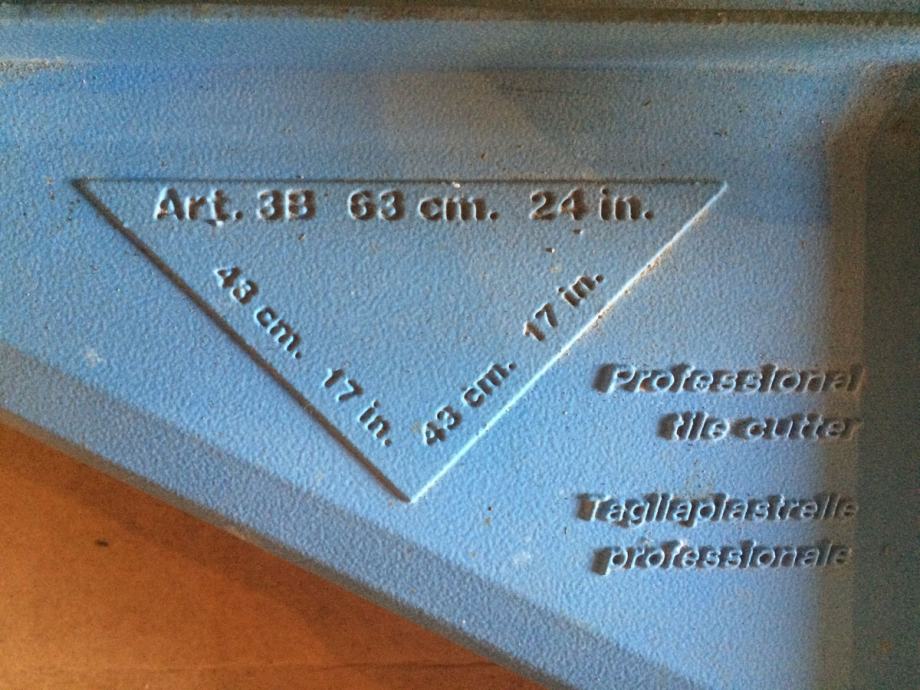 Art. 3B 63 cm. 24 in.
43 cm. 17 in.
43 cm. 17 in.
Professional
tile cutter
Tagliapiastrelle
professionale